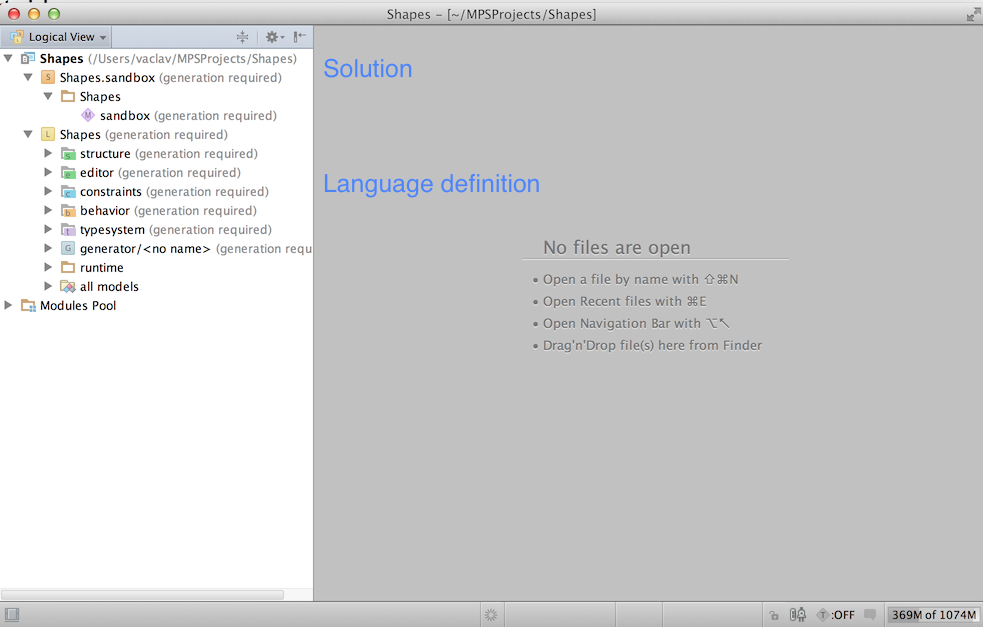 Shapes – [~/MPSProjects/Shapes]
Logical View
Shapes (/Users/vaclav/MPSProjects/Shapes)
S Shapes.sandbox (generation required)
Shapes
M sandbox (generation required)
L Shapes (generation required)
s structure (generation required)
e editor (generation required)
c constraints (generation required)
b behavior (generation required)
t typesystem (generation required)
G generator/<no name> (generation requ
runtime
all models
Modules Pool
Solution
Language definition
No files are open
• Open a file by name with ⇧⌘N
• Open Recent files with ⌘E
• Open Navigation Bar with ⌥↖
• Drag'n'Drop file(s) here from Finder
T :OFF
369M of 1074M